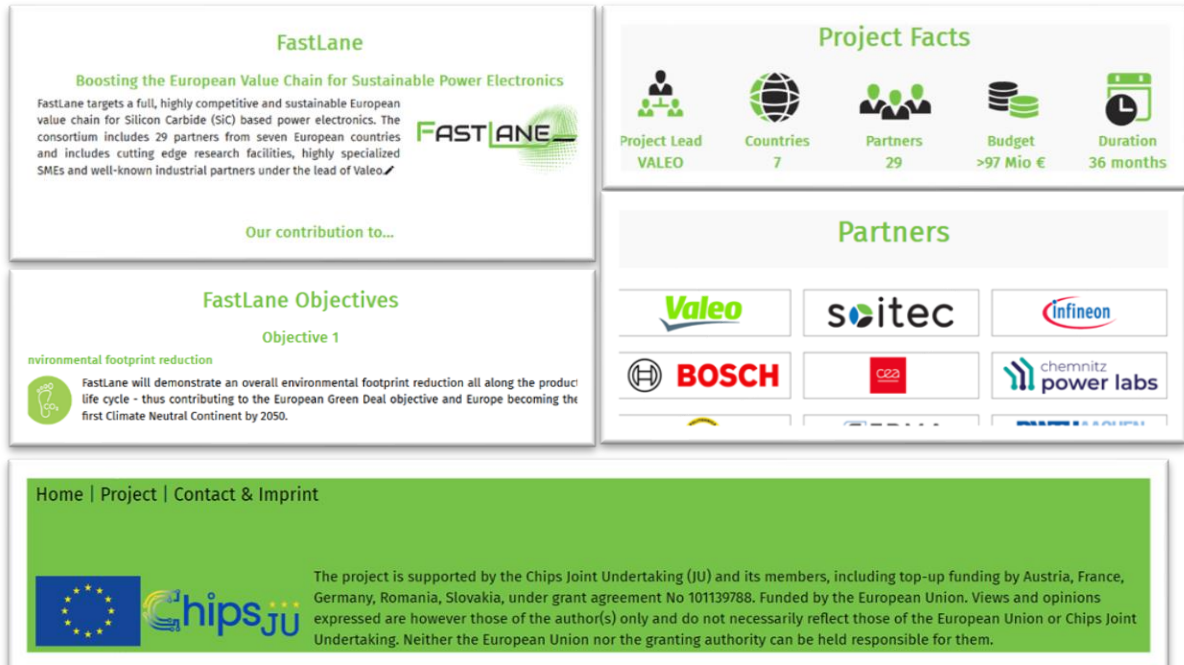 FastLane
Boosting the European Value Chain for Sustainable Power Electronics
FastLane targets a full, highly competitive and sustainable European
value chain for Silicon Carbide (SiC) based power electronics. The
consortium includes 29 partners from seven European countries
and includes cutting edge research facilities, highly specialized
SMEs and well-known industrial partners under the lead of Valeo
FASTLANE
Our contribution to...
Project Facts
Project Lead
VALEO
Countries
7
Partners
29
Budget
>97 Mio €
Duration
36 months
FastLane Objectives
Objective 1
nvironmental footprint reduction
CO₂
FastLane will demonstrate an overall environmental footprint reduction all along the product
life cycle - thus contributing to the European Green Deal objective and Europe becoming the
first Climate Neutral Continent by 2050.
Partners
Valeo
soitec
infineon
BOSCH
cea
chemnitz
power labs
Home | Project | Contact & Imprint
Chips JU
The project is supported by the Chips Joint Undertaking (JU) and its members, including top-up funding by Austria, France,
Germany, Romania, Slovakia, under grant agreement No 101139788. Funded by the European Union. Views and opinions
expressed are however those of the author(s) only and do not necessarily reflect those of the European Union or Chips Joint
Undertaking. Neither the European Union nor the granting authority can be held responsible for them.